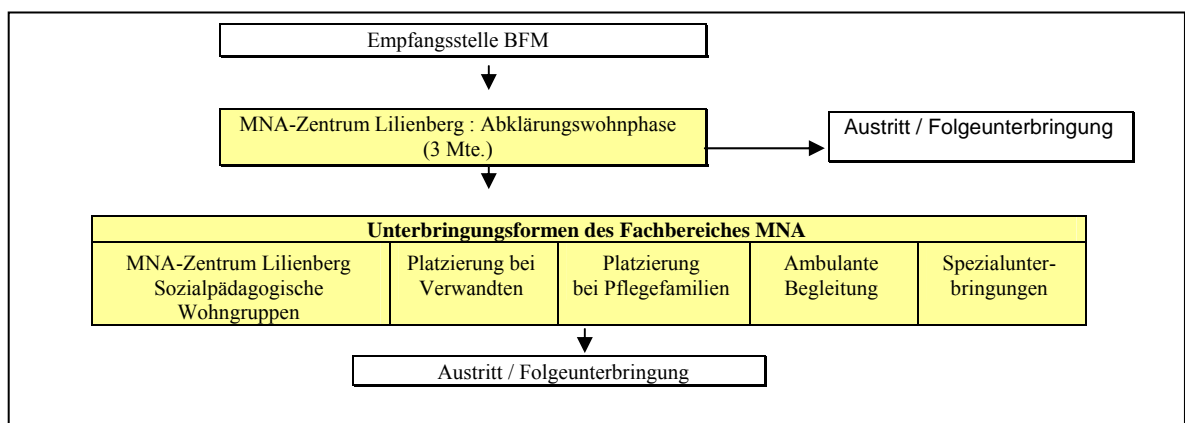 Empfangsstelle BFM
MNA-Zentrum Lilienberg : Abklärungswohnphase
(3 Mte.)
Austritt / Folgeunterbringung
Unterbringungsformen des Fachbereiches MNA
MNA-Zentrum Lilienberg
Sozialpädagogische
Wohngruppen
Platzierung bei
Verwandten
Platzierung
bei Pflegefamilien
Ambulante
Begleitung
Spezialunter-
bringungen
Austritt / Folgeunterbringung